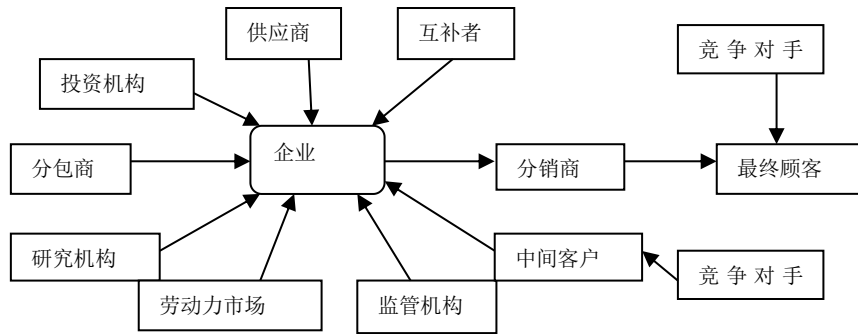 供应商
互补者
竞 争 对 手
投资机构
企业
分包商
分销商
最终顾客
研究机构
中间客户
竞 争 对 手
劳动力市场
监管机构